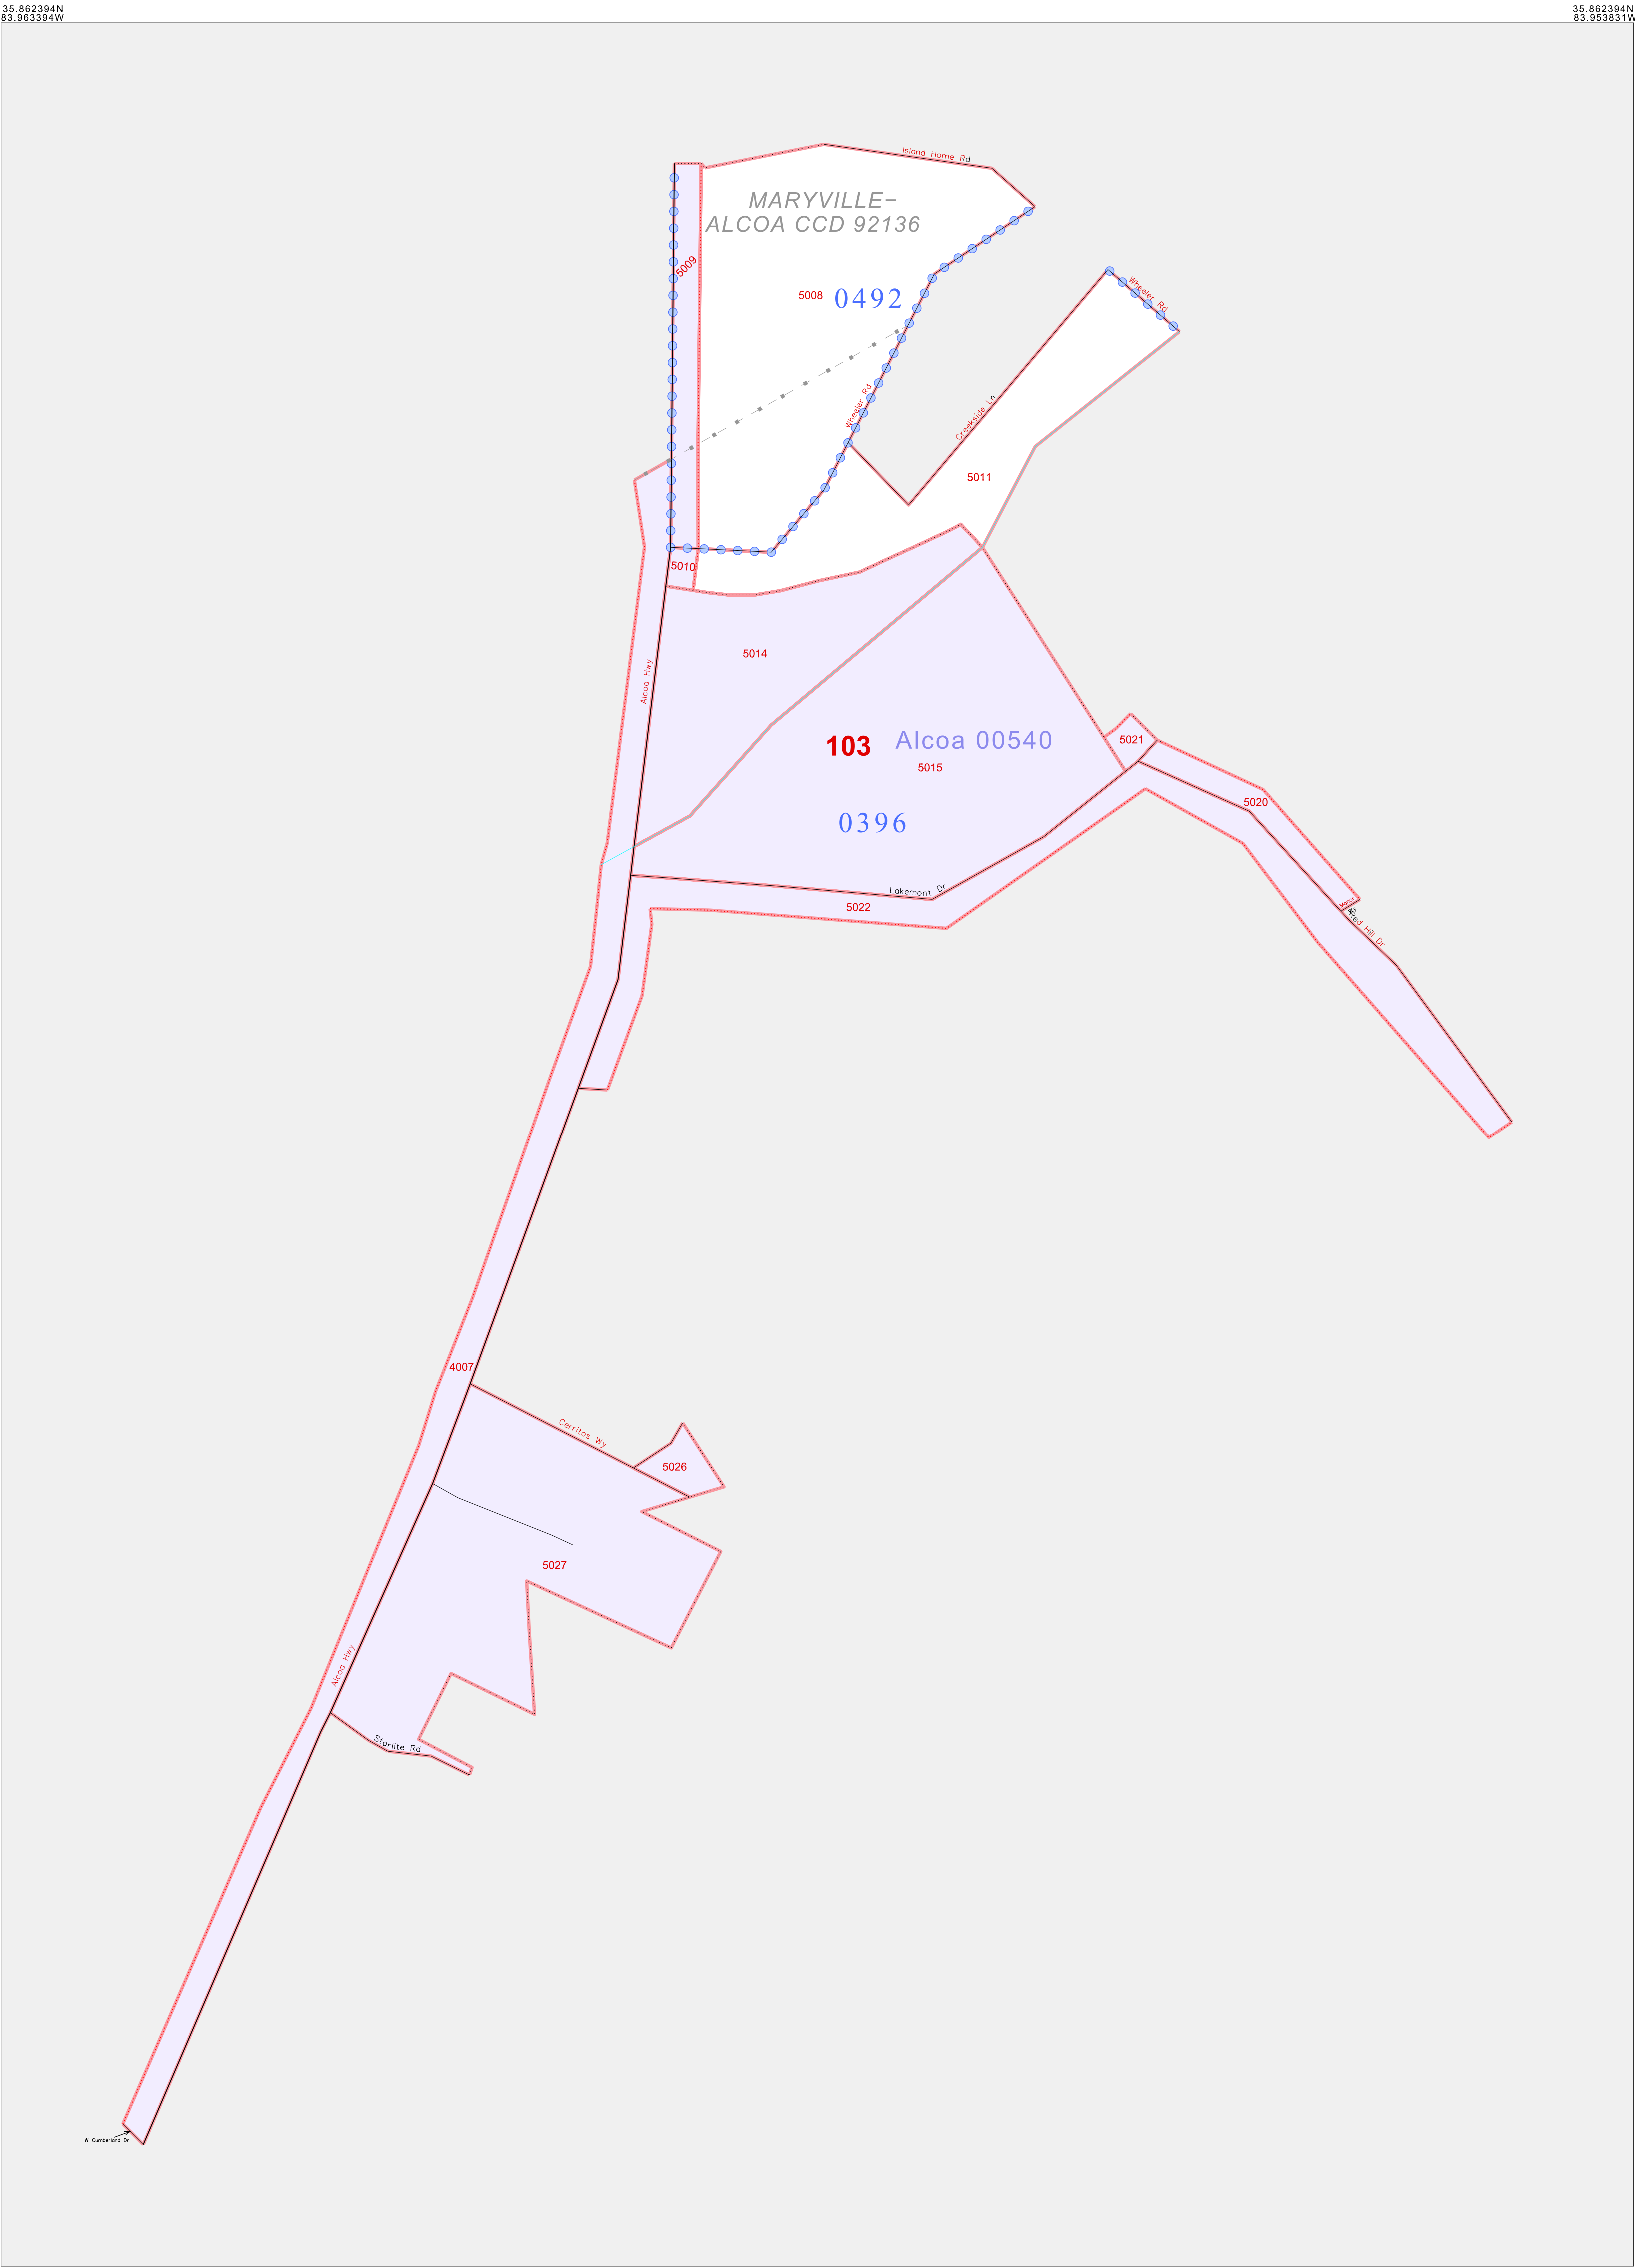 35.862394N
83.963394W
35.862394N
83.953831W
Island Home Rd
MARYVILLE-
ALCOA CCD 92136
5009
5008
0492
Wheeler Rd
Wheeler Rd
Creekside Ln
5011
5010
5014
Alcoa Hwy
103
Alcoa 00540
5015
5021
0396
5020
Lakemont Dr
5022
Manor
Red Hill Dr
4007
Cerritos Wy
5026
5027
Alcoa Hwy
Starlite Rd
W Cumberland Dr